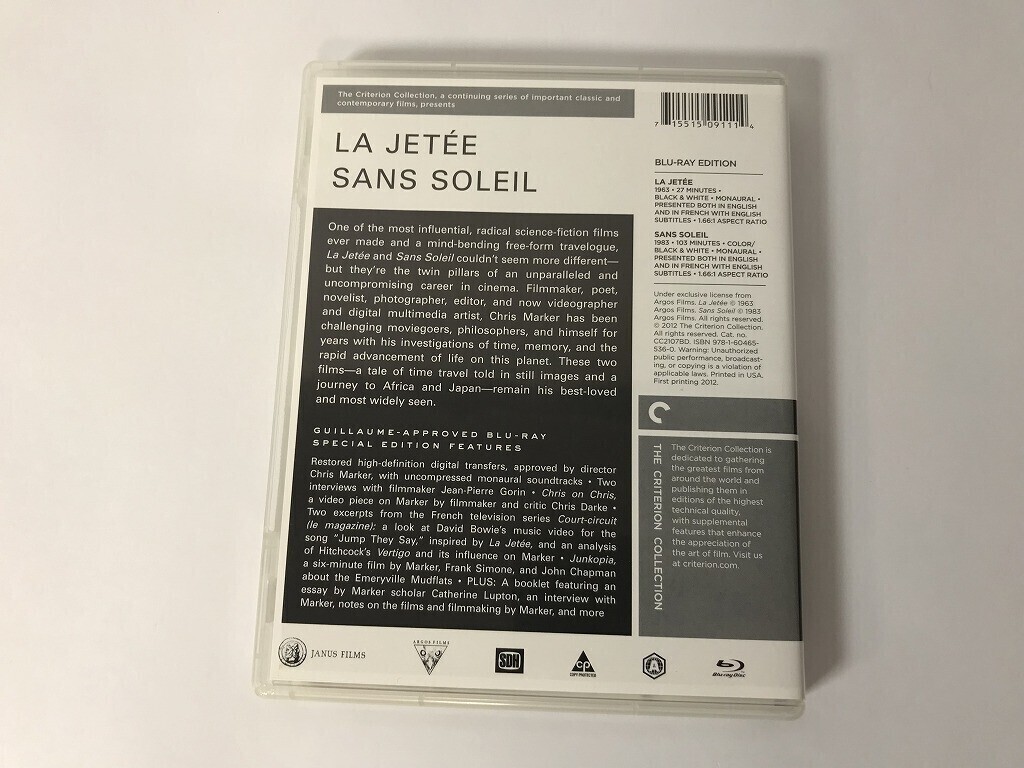 The Criterion Collection, a continuing series of important classic and
contemporary films, presents
LA JETÉE
SANS SOLEIL
One of the most influential, radical science-fiction films
ever made and a mind-bending free-form travelogue,
La Jetée and Sans Soleil couldn't seem more different—
but they're the twin pillars of an unparalleled and
uncompromising career in cinema. Filmmaker, poet,
novelist, photographer, editor, and now videographer
and digital multimedia artist, Chris Marker has been
challenging moviegoers, philosophers, and himself for
years with his investigations of time, memory, and the
rapid advancement of life on this planet. These two
films—a tale of time travel told in still images and a
journey to Africa and Japan—remain his best-loved
and most widely seen.
GUILLAUME-APPROVED BLU-RAY
SPECIAL EDITION FEATURES
Restored high-definition digital transfers, approved by director
Chris Marker, with uncompressed monaural soundtracks • Two
interviews with filmmaker Jean-Pierre Gorin • Chris on Chris,
a video piece on Marker by filmmaker and critic Chris Darke •
Two excerpts from the French television series Court-circuit
(le magazine): a look at David Bowie's music video for the
song "Jump They Say," inspired by La Jetée, and an analysis
of Hitchcock's Vertigo and its influence on Marker • Junkopia,
a six-minute film by Marker, Frank Simone, and John Chapman
about the Emeryville Mudflats • PLUS: A booklet featuring an
essay by Marker scholar Catherine Lupton, an interview with
Marker, notes on the films and filmmaking by Marker, and more
7 15515 09111 4
BLU-RAY EDITION
LA JETÉE
1963 • 27 MINUTES •
BLACK & WHITE • MONAURAL •
PRESENTED BOTH IN ENGLISH
AND IN FRENCH WITH ENGLISH
SUBTITLES • 1.66:1 ASPECT RATIO
SANS SOLEIL
1983 • 103 MINUTES • COLOR/
BLACK & WHITE • MONAURAL •
PRESENTED BOTH IN ENGLISH
AND IN FRENCH WITH ENGLISH
SUBTITLES • 1.66:1 ASPECT RATIO
Under exclusive license from
Argos Films. La Jetée © 1963
Argos Films. Sans Soleil © 1983
Argos Films. All rights reserved.
© 2012 The Criterion Collection.
All rights reserved. Cat. no.
CC2107BD. ISBN 978-1-60465-
536-0. Warning: Unauthorized
public performance, broadcast-
ing, or copying is a violation of
applicable laws. Printed in USA.
First printing 2012.
THE CRITERION COLLECTION
The Criterion Collection is
dedicated to gathering
the greatest films from
around the world and
publishing them in
editions of the highest
technical quality,
with supplemental
features that enhance
the appreciation of
the art of film. Visit us
at criterion.com.
JANUS FILMS
ARGOS FILMS
SDH
CP
COPY PROTECTED
A
Blu-ray Disc